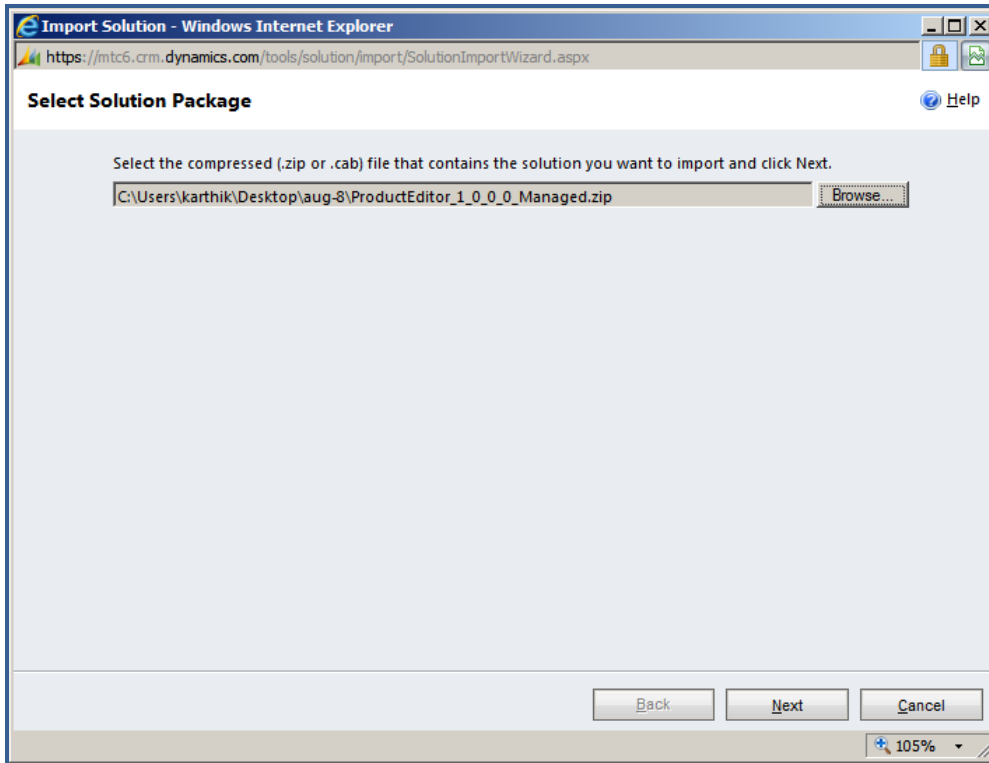 Import Solution - Windows Internet Explorer
https://mtc6.crm.dynamics.com/tools/solution/import/SolutionImportWizard.aspx
Select Solution Package
Help
Select the compressed (.zip or .cab) file that contains the solution you want to import and click Next.
C:\Users\karthik\Desktop\aug-8\ProductEditor_1_0_0_0_Managed.zip Browse...
Back Next Cancel
105%